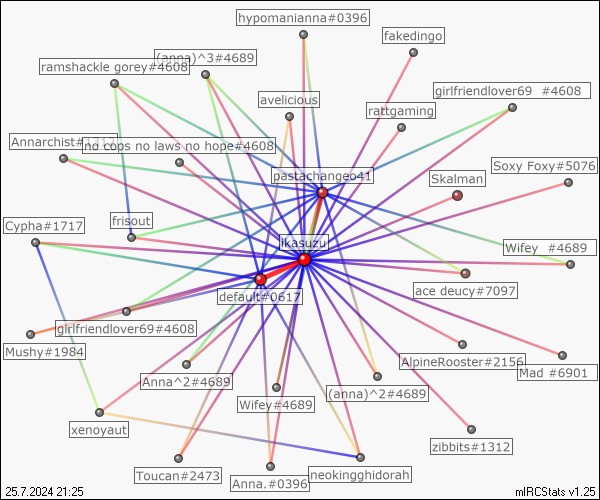 hypomanianna#0396
fakedingo
(anna)^3#4689
ramshackle gorey#4608
girlfriendlover69 #4608
avelicious
rattgaming
Annarchist#1312
no cops no laws no hope#4608
Soxy Foxy#5076
pastachangeo41
Skalman
Cypha#1717
frisout
ikasuzu
Wifey #4689
ace deucy#7097
default#0617
girlfriendlover69#4608
Mushy#1984
AlpineRooster#2156
Mad #6901
Anna^2#4689
(anna)^2#4689
Wifey#4689
xenoyaut
zibbits#1312
Toucan#2473
Anna.#0396
neokingghidorah
25.7.2024 21:25
mIRCStats v1.25